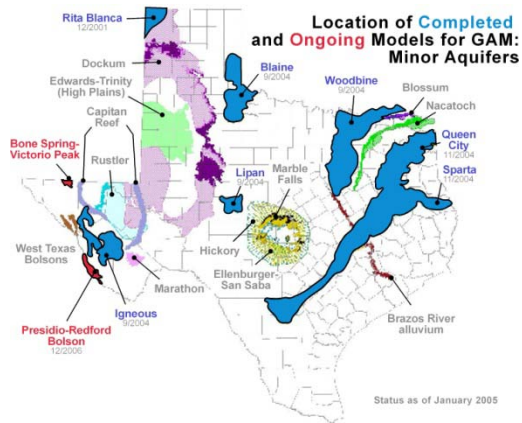 Location of Completed
and Ongoing Models for GAM:
Minor Aquifers
Rita Blanca
12/2001
Dockum
Edwards-Trinity
(High Plains)
Capitan
Reef
Bone Spring-
Victorio Peak
Rustler
Blaine
9/2004
Woodbine
9/2004
Blossum
Nacatoch
Queen
City
11/2004
Sparta
11/2004
Lipan
9/2004
Marble
Falls
Hickory
Ellenburger-
San Saba
West Texas
Bolsons
Marathon
Igneous
9/2004
Presidio-Redford
Bolson
12/2006
Brazos River
alluvium
Status as of January 2005